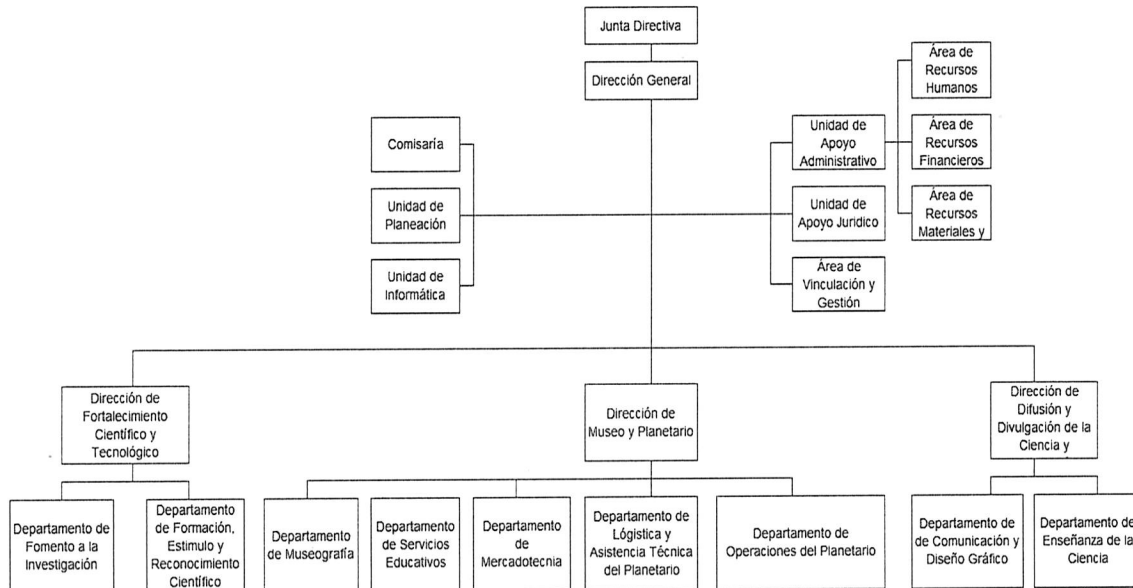 Junta Directiva
Dirección General
Área de
Recursos
Humanos
Comisaría
Unidad de
Apoyo
Administrativo
Área de
Recursos
Financieros
Unidad de
Planeación
Unidad de
Apoyo Juridico
Área de
Recursos
Materiales y
Unidad de
Informática
Área de
Vinculación y
Gestión
Dirección de
Fortalecimiento
Científico y
Tecnológico
Dirección de
Museo y Planetario
Dirección de
Difusión y
Divulgación de la
Ciencia y
Departamento de
Fomento a la
Investigación
Departamento
de Formación,
Estimulo y
Reconocimiento
Científico
Departamento
de Museografía
Departamento
de Servicios
Educativos
Departamento
de
Mercadotecnia
Departamento de
Lógistica y
Asistencia Técnica
del Planetario
Departamento de
Operaciones del Planetario
Departamento de
de Comunicación y
Diseño Gráfico
Departamento de
Enseñanza de la
Ciencia